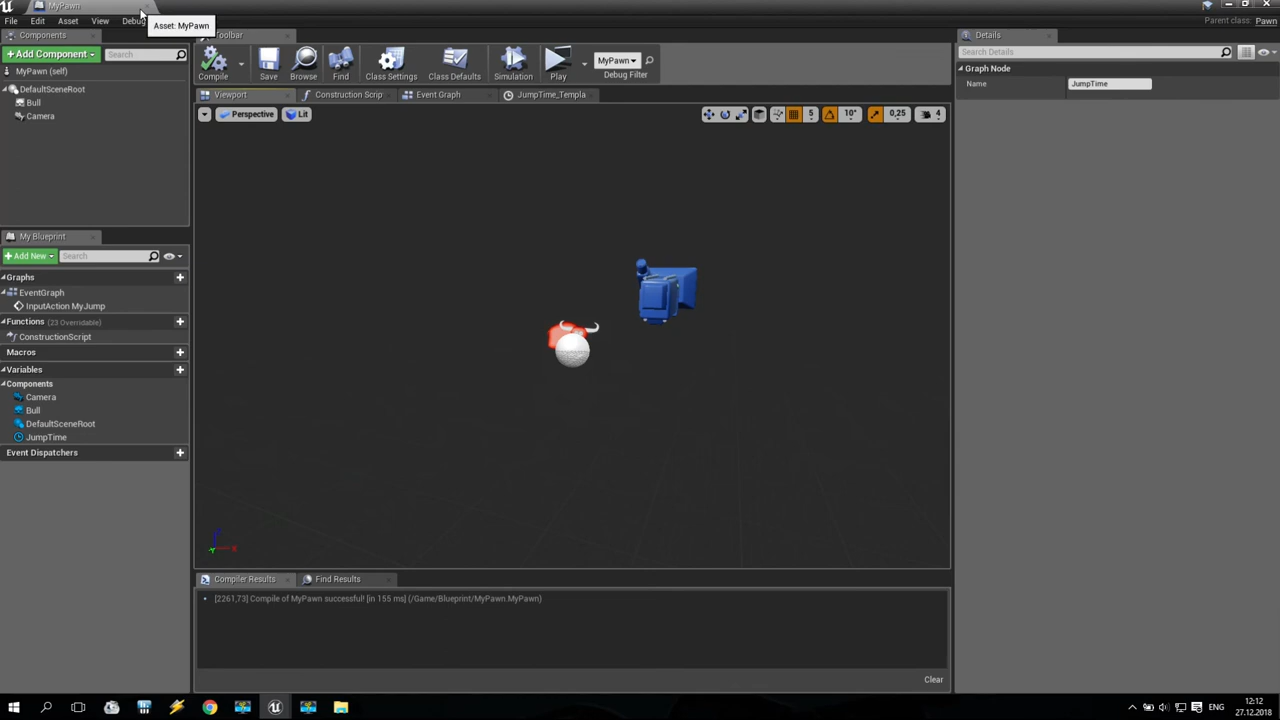 MyPawn
File Edit Asset View Debug
Asset: MyPawn
Parent class: Pawn
Components
Toolbar
Details
+Add Component
Search
Compile
Save
Browse
Find
Class Settings
Class Defaults
Simulation
Play
MyPawn
Debug Filter
Search Details
MyPawn (self)
Graph Node
Name
JumpTime
DefaultSceneRoot
Bull
Camera
Viewport
Construction Scrip
Event Graph
JumpTime_Templa
Perspective
Lit
5
10°
0,25
4
My Blueprint
+Add New
Search
Graphs
EventGraph
InputAction MyJump
Functions (23 Overridable)
ConstructionScript
Macros
Variables
Components
Camera
Bull
DefaultSceneRoot
JumpTime
Event Dispatchers
Compiler Results
Find Results
[2261,73] Compile of MyPawn successful! [in 155 ms] (/Game/Blueprint/MyPawn.MyPawn)
Clear
ENG
12:12
27.12.2018